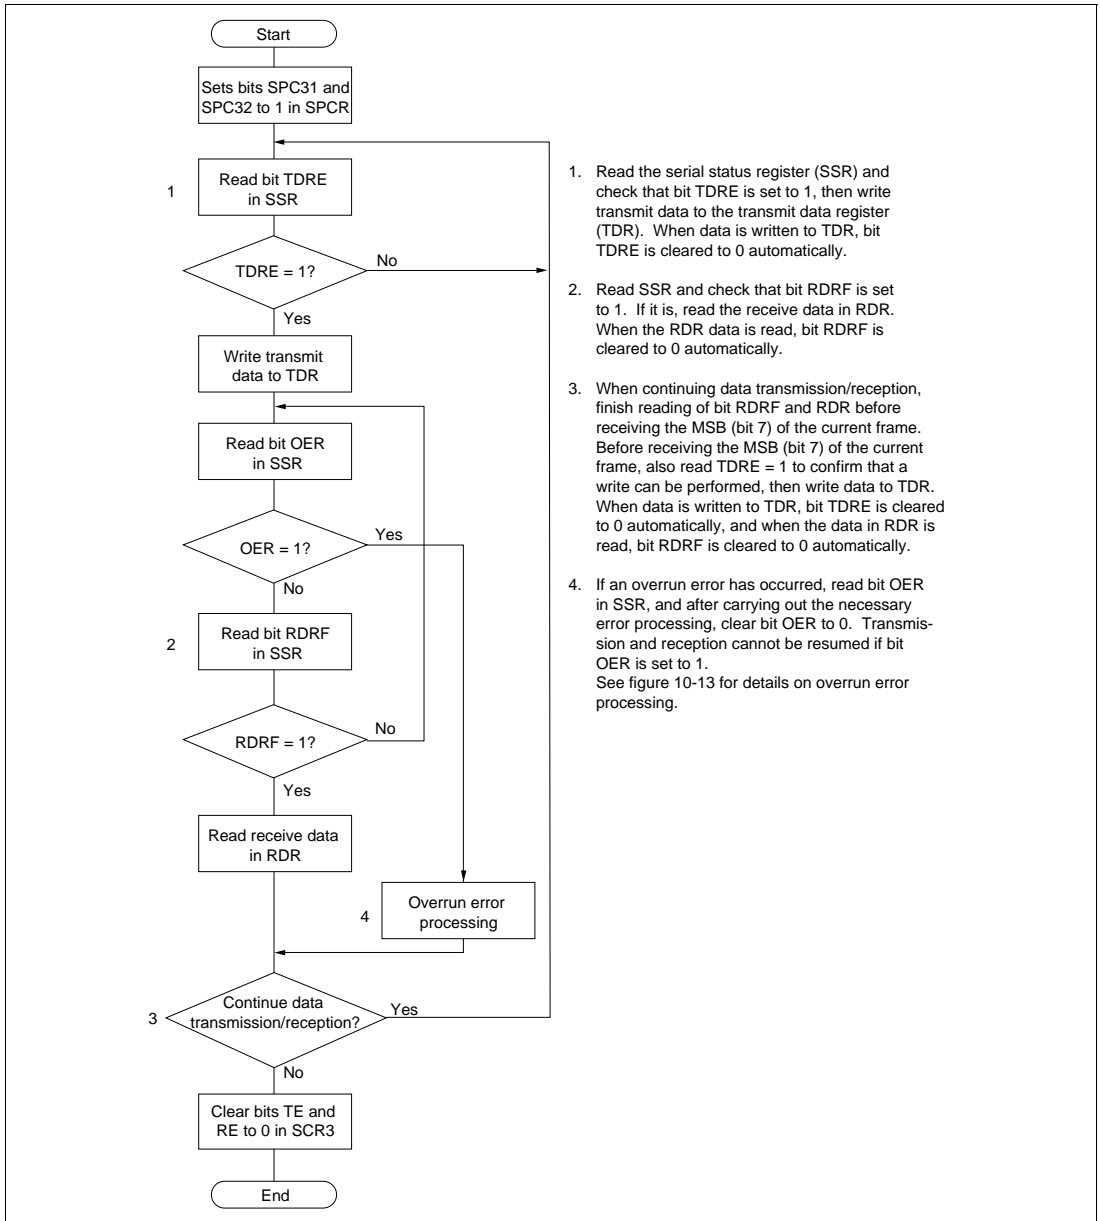 Start
Sets bits SPC31 and
SPC32 to 1 in SPCR
1
Read bit TDRE
in SSR
TDRE = 1?
No
Yes
Write transmit
data to TDR
Read bit OER
in SSR
OER = 1?
Yes
No
2
Read bit RDRF
in SSR
RDRF = 1?
No
Yes
Read receive data
in RDR
4
Overrun error
processing
3
Continue data
transmission/reception?
Yes
No
Clear bits TE and
RE to 0 in SCR3
End
1. Read the serial status register (SSR) and
check that bit TDRE is set to 1, then write
transmit data to the transmit data register
(TDR). When data is written to TDR, bit
TDRE is cleared to 0 automatically.
2. Read SSR and check that bit RDRF is set
to 1. If it is, read the receive data in RDR.
When the RDR data is read, bit RDRF is
cleared to 0 automatically.
3. When continuing data transmission/reception,
finish reading of bit RDRF and RDR before
receiving the MSB (bit 7) of the current frame.
Before receiving the MSB (bit 7) of the current
frame, also read TDRE = 1 to confirm that a
write can be performed, then write data to TDR.
When data is written to TDR, bit TDRE is cleared
to 0 automatically, and when the data in RDR is
read, bit RDRF is cleared to 0 automatically.
4. If an overrun error has occurred, read bit OER
in SSR, and after carrying out the necessary
error processing, clear bit OER to 0. Transmis-
sion and reception cannot be resumed if bit
OER is set to 1.
See figure 10-13 for details on overrun error
processing.